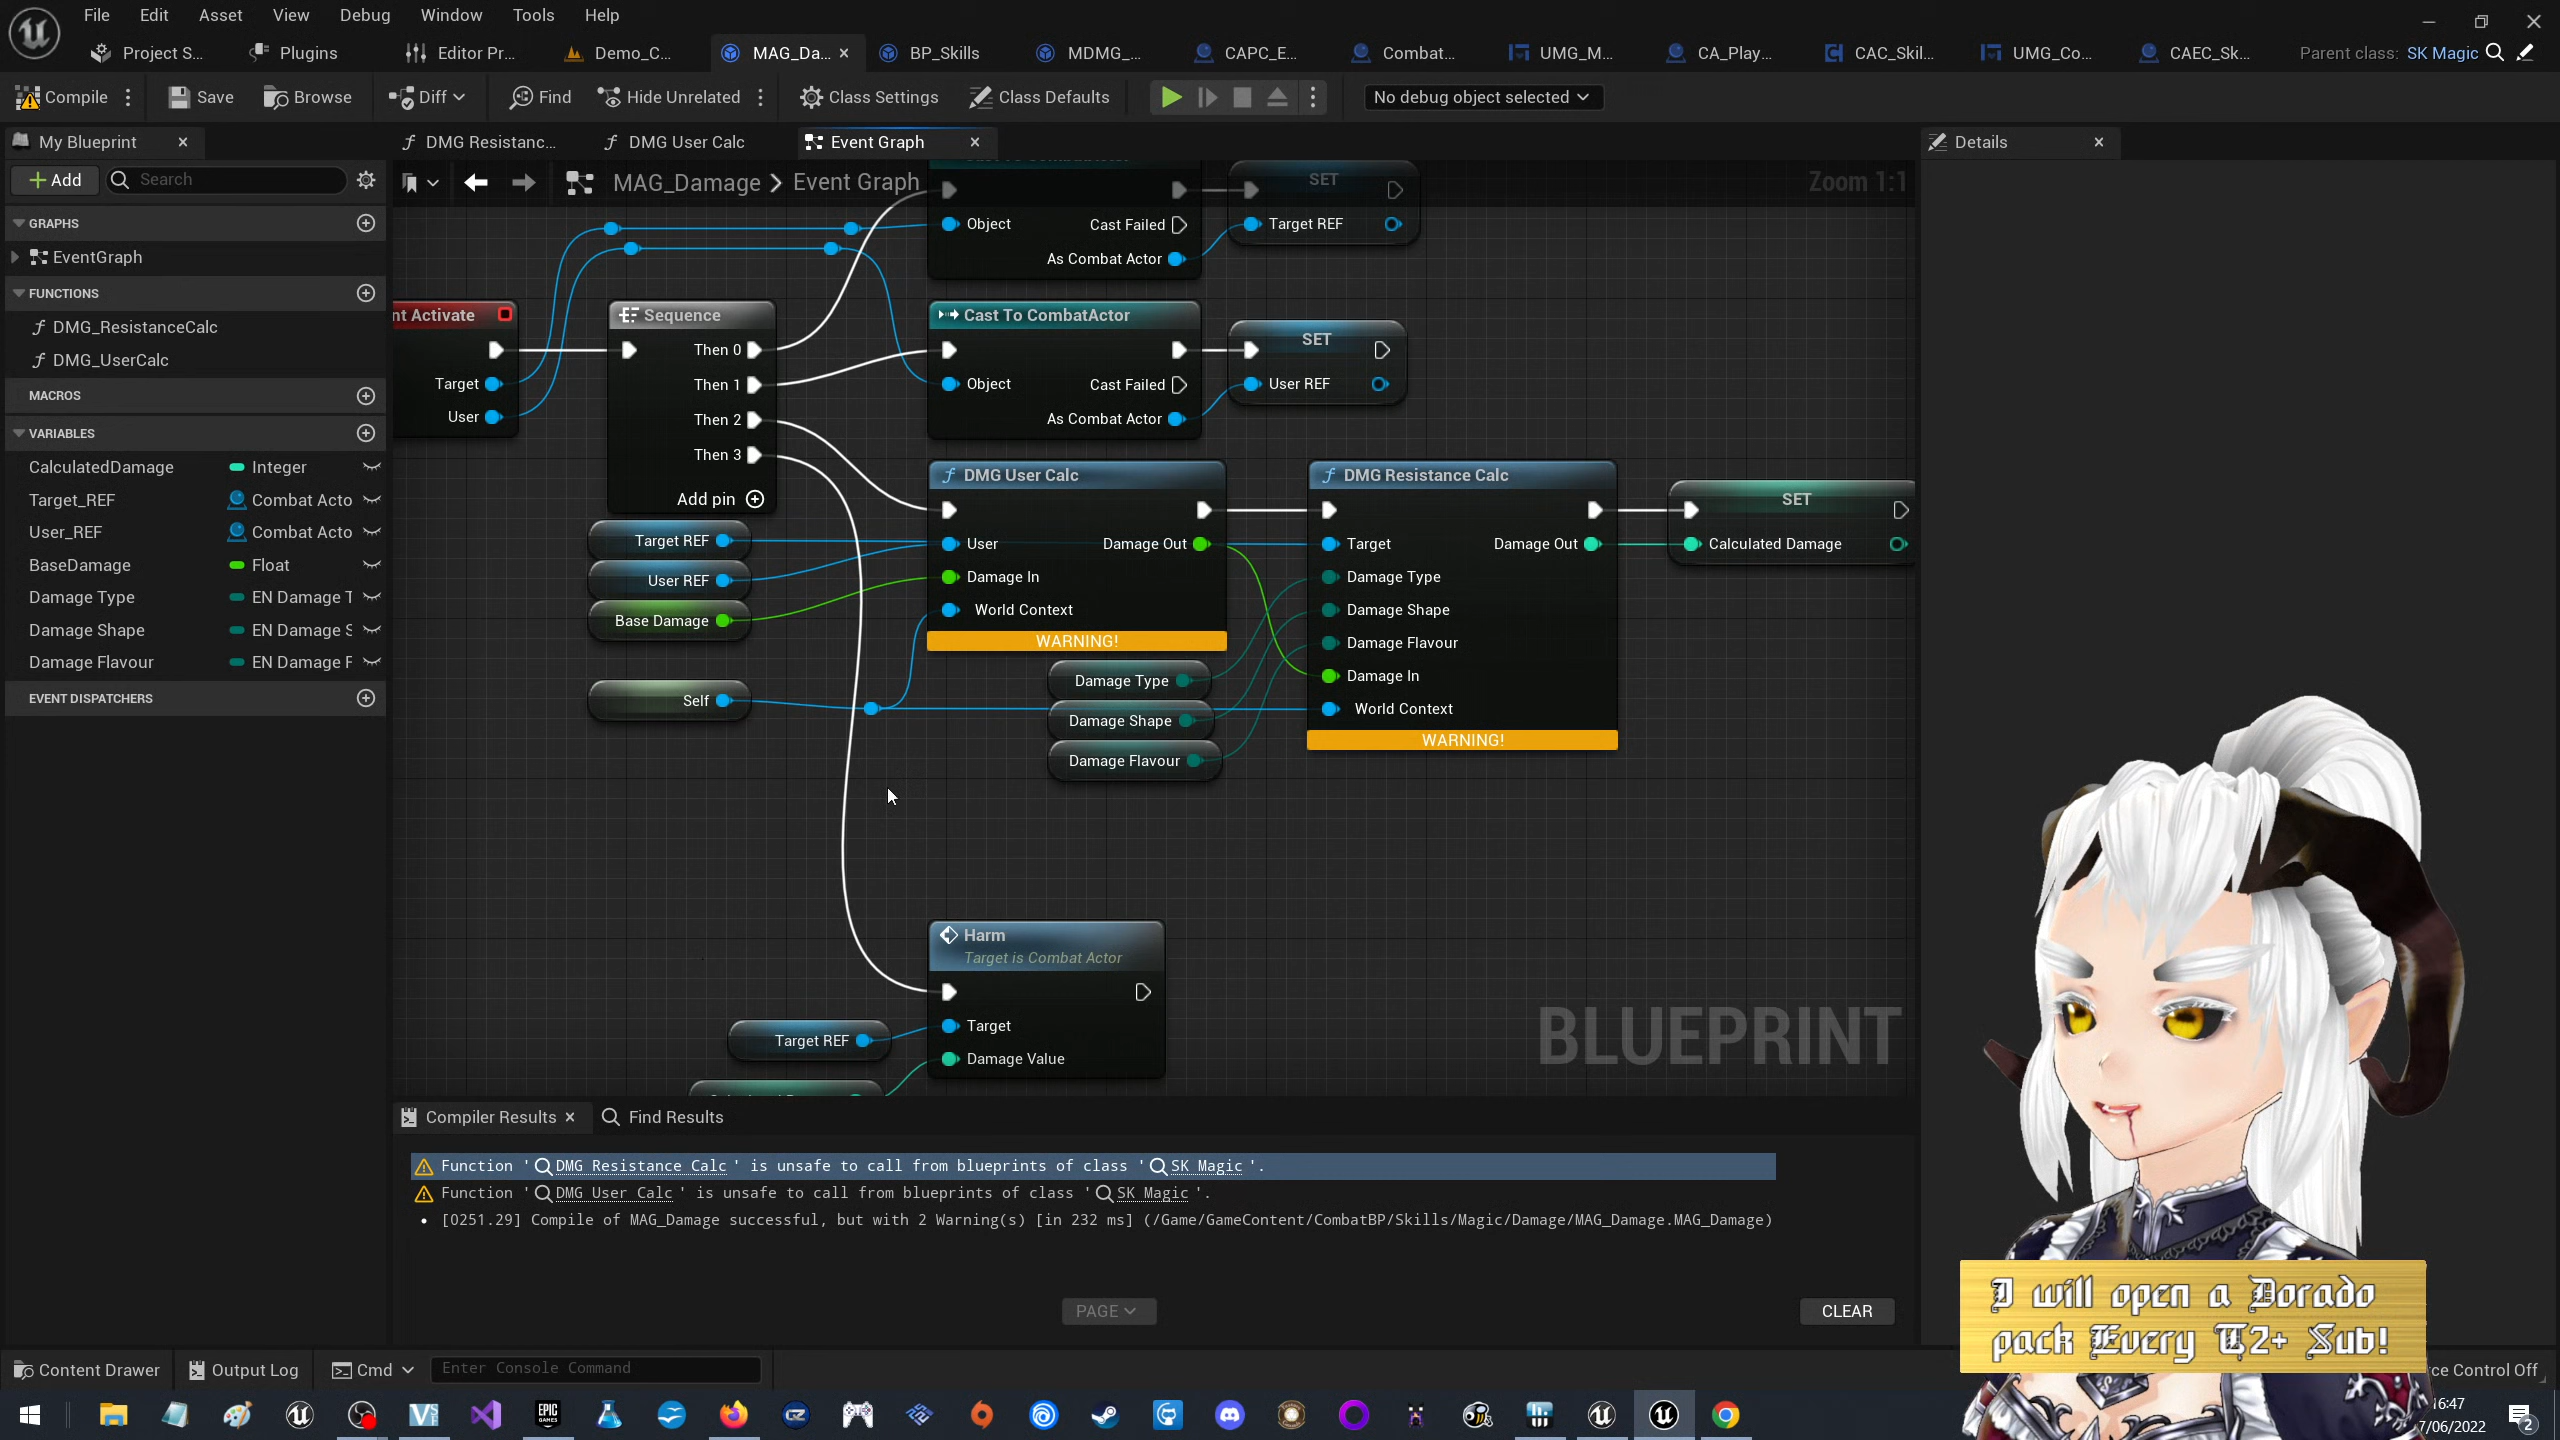 File Edit Asset View Debug Window Tools Help
Project S... Plugins Editor Pr... Demo_C... MAG_Da... BP_Skills MDMG_... CAPC_E... Combat... UMG_M... CA_Play... CAC_Skil... UMG_Co... CAEC_Sk... Parent class: SK Magic
Compile Save Browse Diff Find Hide Unrelated Class Settings Class Defaults No debug object selected
My Blueprint
DMG Resistanc... DMG User Calc Event Graph
Details
Add Search
MAG_Damage > Event Graph
Zoom 1:1
GRAPHS
EventGraph
FUNCTIONS
DMG_ResistanceCalc
DMG_UserCalc
MACROS
VARIABLES
CalculatedDamage Integer
Target_REF Combat Acto
User_REF Combat Acto
BaseDamage Float
Damage Type EN Damage T
Damage Shape EN Damage S
Damage Flavour EN Damage F
EVENT DISPATCHERS
nt Activate
Target
User
Sequence
Then 0
Then 1
Then 2
Then 3
Add pin
Object
Cast Failed
As Combat Actor
SET
Target REF
Cast To CombatActor
Object
Cast Failed
As Combat Actor
SET
User REF
Target REF
User REF
Base Damage
Self
DMG User Calc
User Damage Out
Damage In
World Context
WARNING!
Damage Type
Damage Shape
Damage Flavour
DMG Resistance Calc
Target Damage Out
Damage Type
Damage Shape
Damage Flavour
Damage In
World Context
WARNING!
SET
Calculated Damage
Harm
Target is Combat Actor
Target
Damage Value
Target REF
BLUEPRINT
Compiler Results Find Results
Function ' DMG Resistance Calc ' is unsafe to call from blueprints of class ' SK Magic '.
Function ' DMG User Calc ' is unsafe to call from blueprints of class ' SK Magic '.
• [0251.29] Compile of MAG_Damage successful, but with 2 Warning(s) [in 232 ms] (/Game/GameContent/CombatBP/Skills/Magic/Damage/MAG_Damage.MAG_Damage)
PAGE
CLEAR
I will open a Dorado
pack Every T2+ Sub!
Content Drawer Output Log Cmd Enter Console Command
ce Control Off
EPIC GAMES
16:47
7/06/2022
2